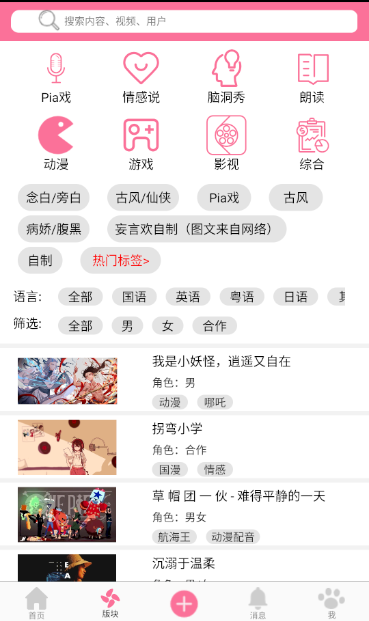 搜索内容、视频、用户
Pia戏 情感说 脑洞秀 朗读
动漫 游戏 影视 综合
念白/旁白 古风/仙侠 Pia戏 古风
病娇/腹黑 妄言欢自制（图文来自网络）
自制 热门标签>
语言: 全部 国语 英语 粤语 日语
筛选: 全部 男 女 合作
我是小妖怪，逍遥又自在
角色：男
动漫 哪吒
拐弯小学
角色：合作
国漫 情感
草 帽 团 一 伙 - 难得平静的一天
角色：男女
航海王 动漫配音
沉溺于温柔
E A
首页 版块 消息 我